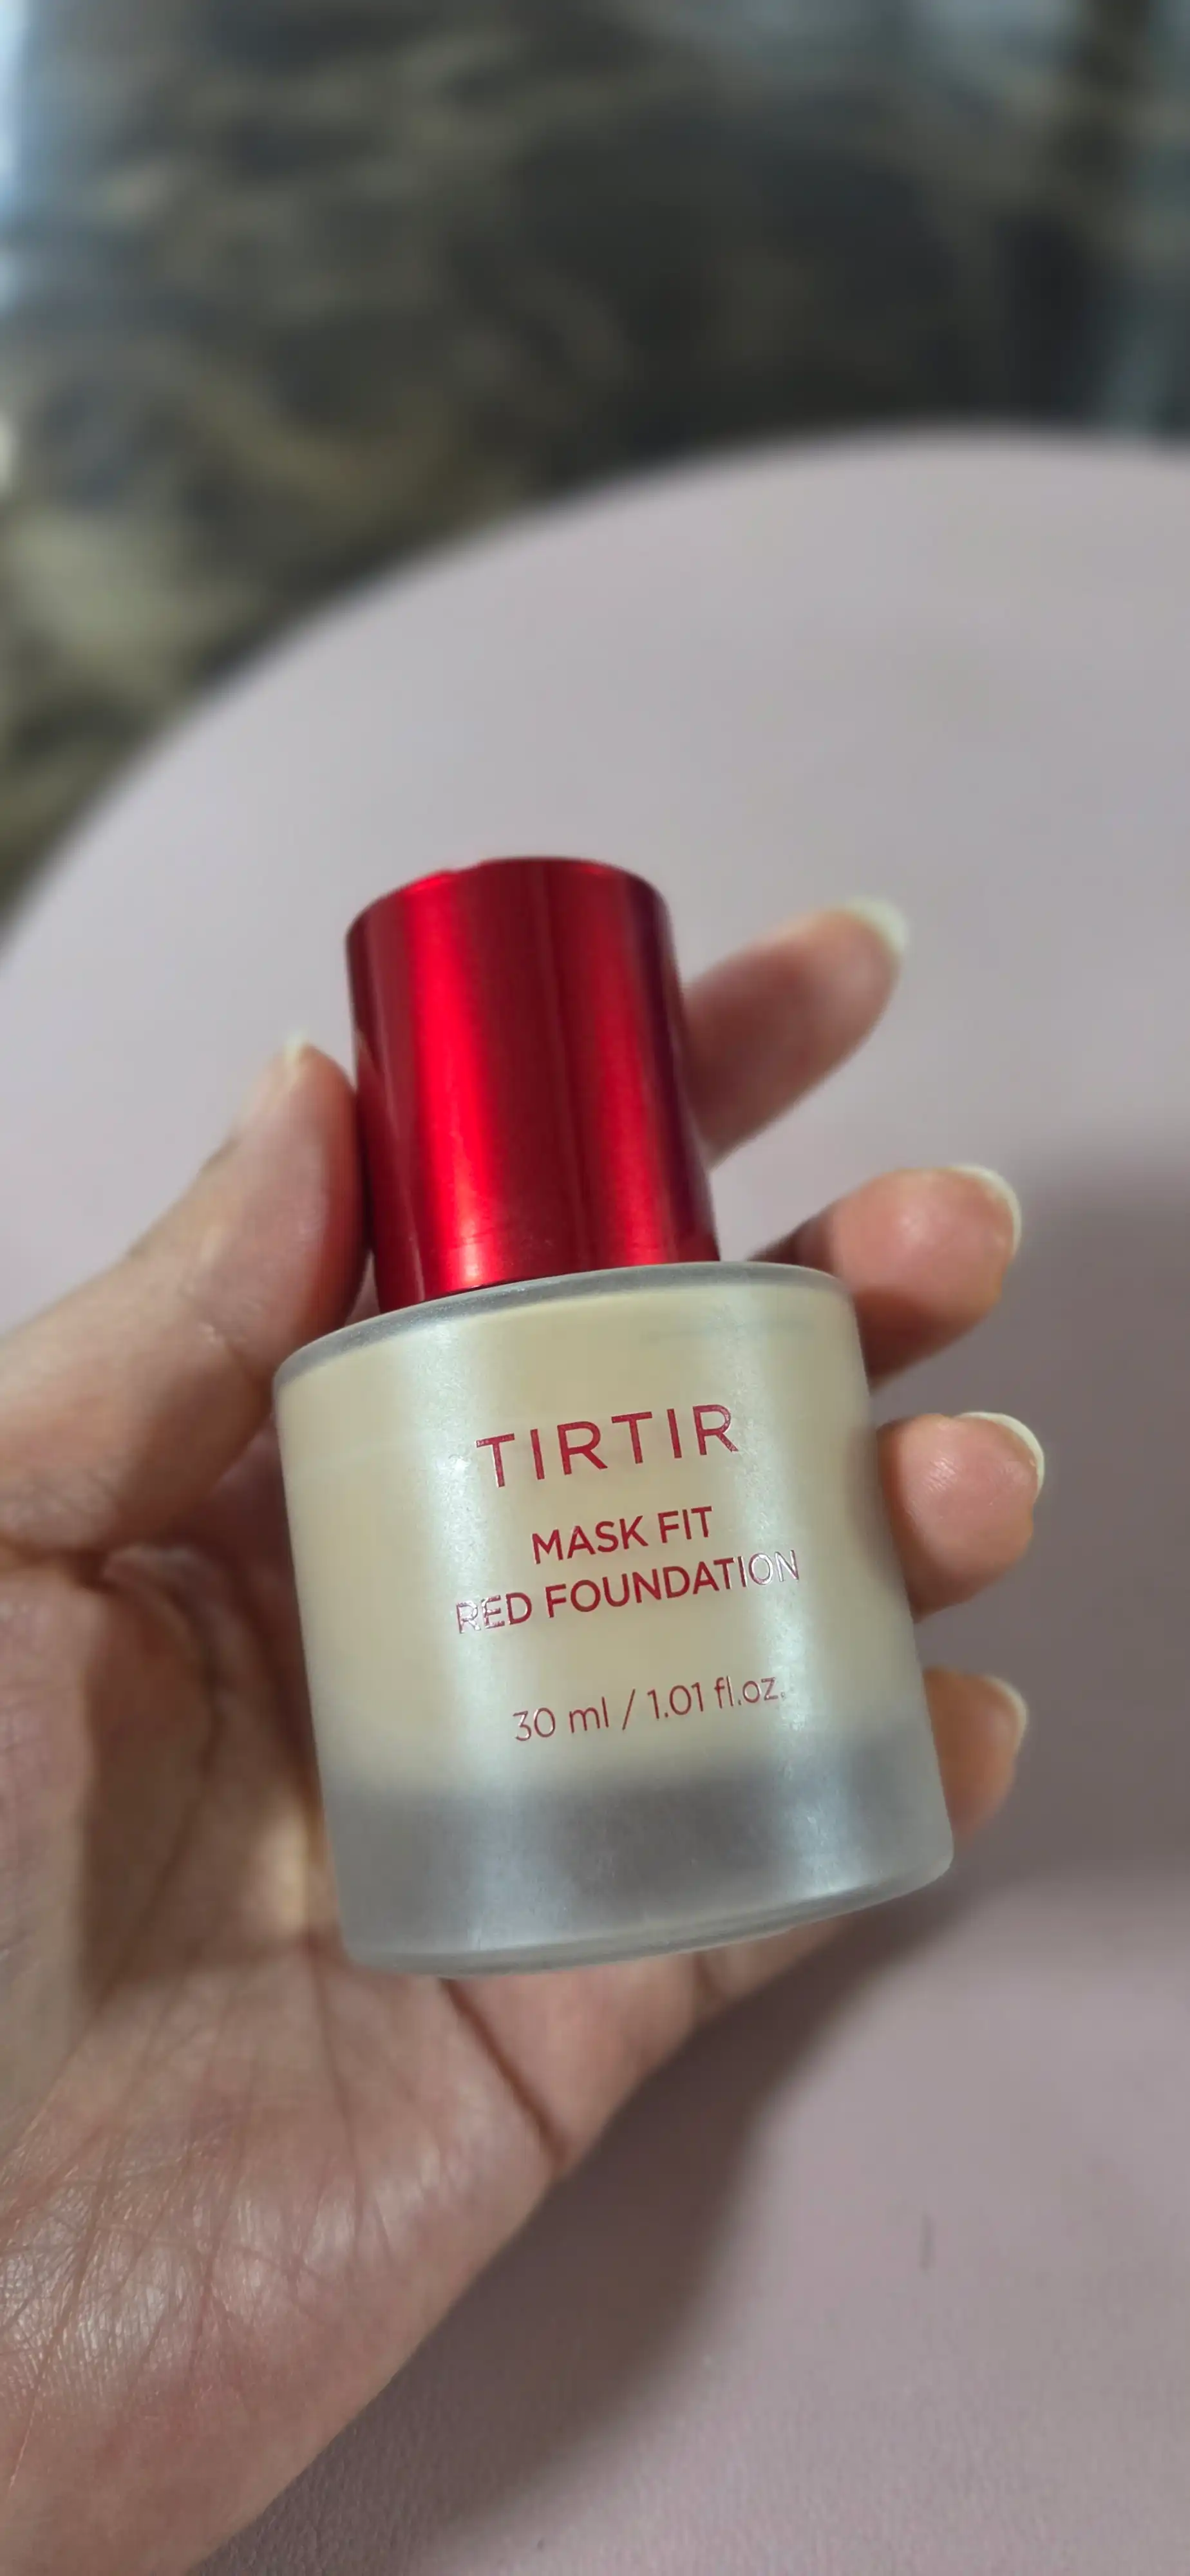 TIRTIR
MASK FIT
RED FOUNDATION
30 ml / 1.01 fl.oz.